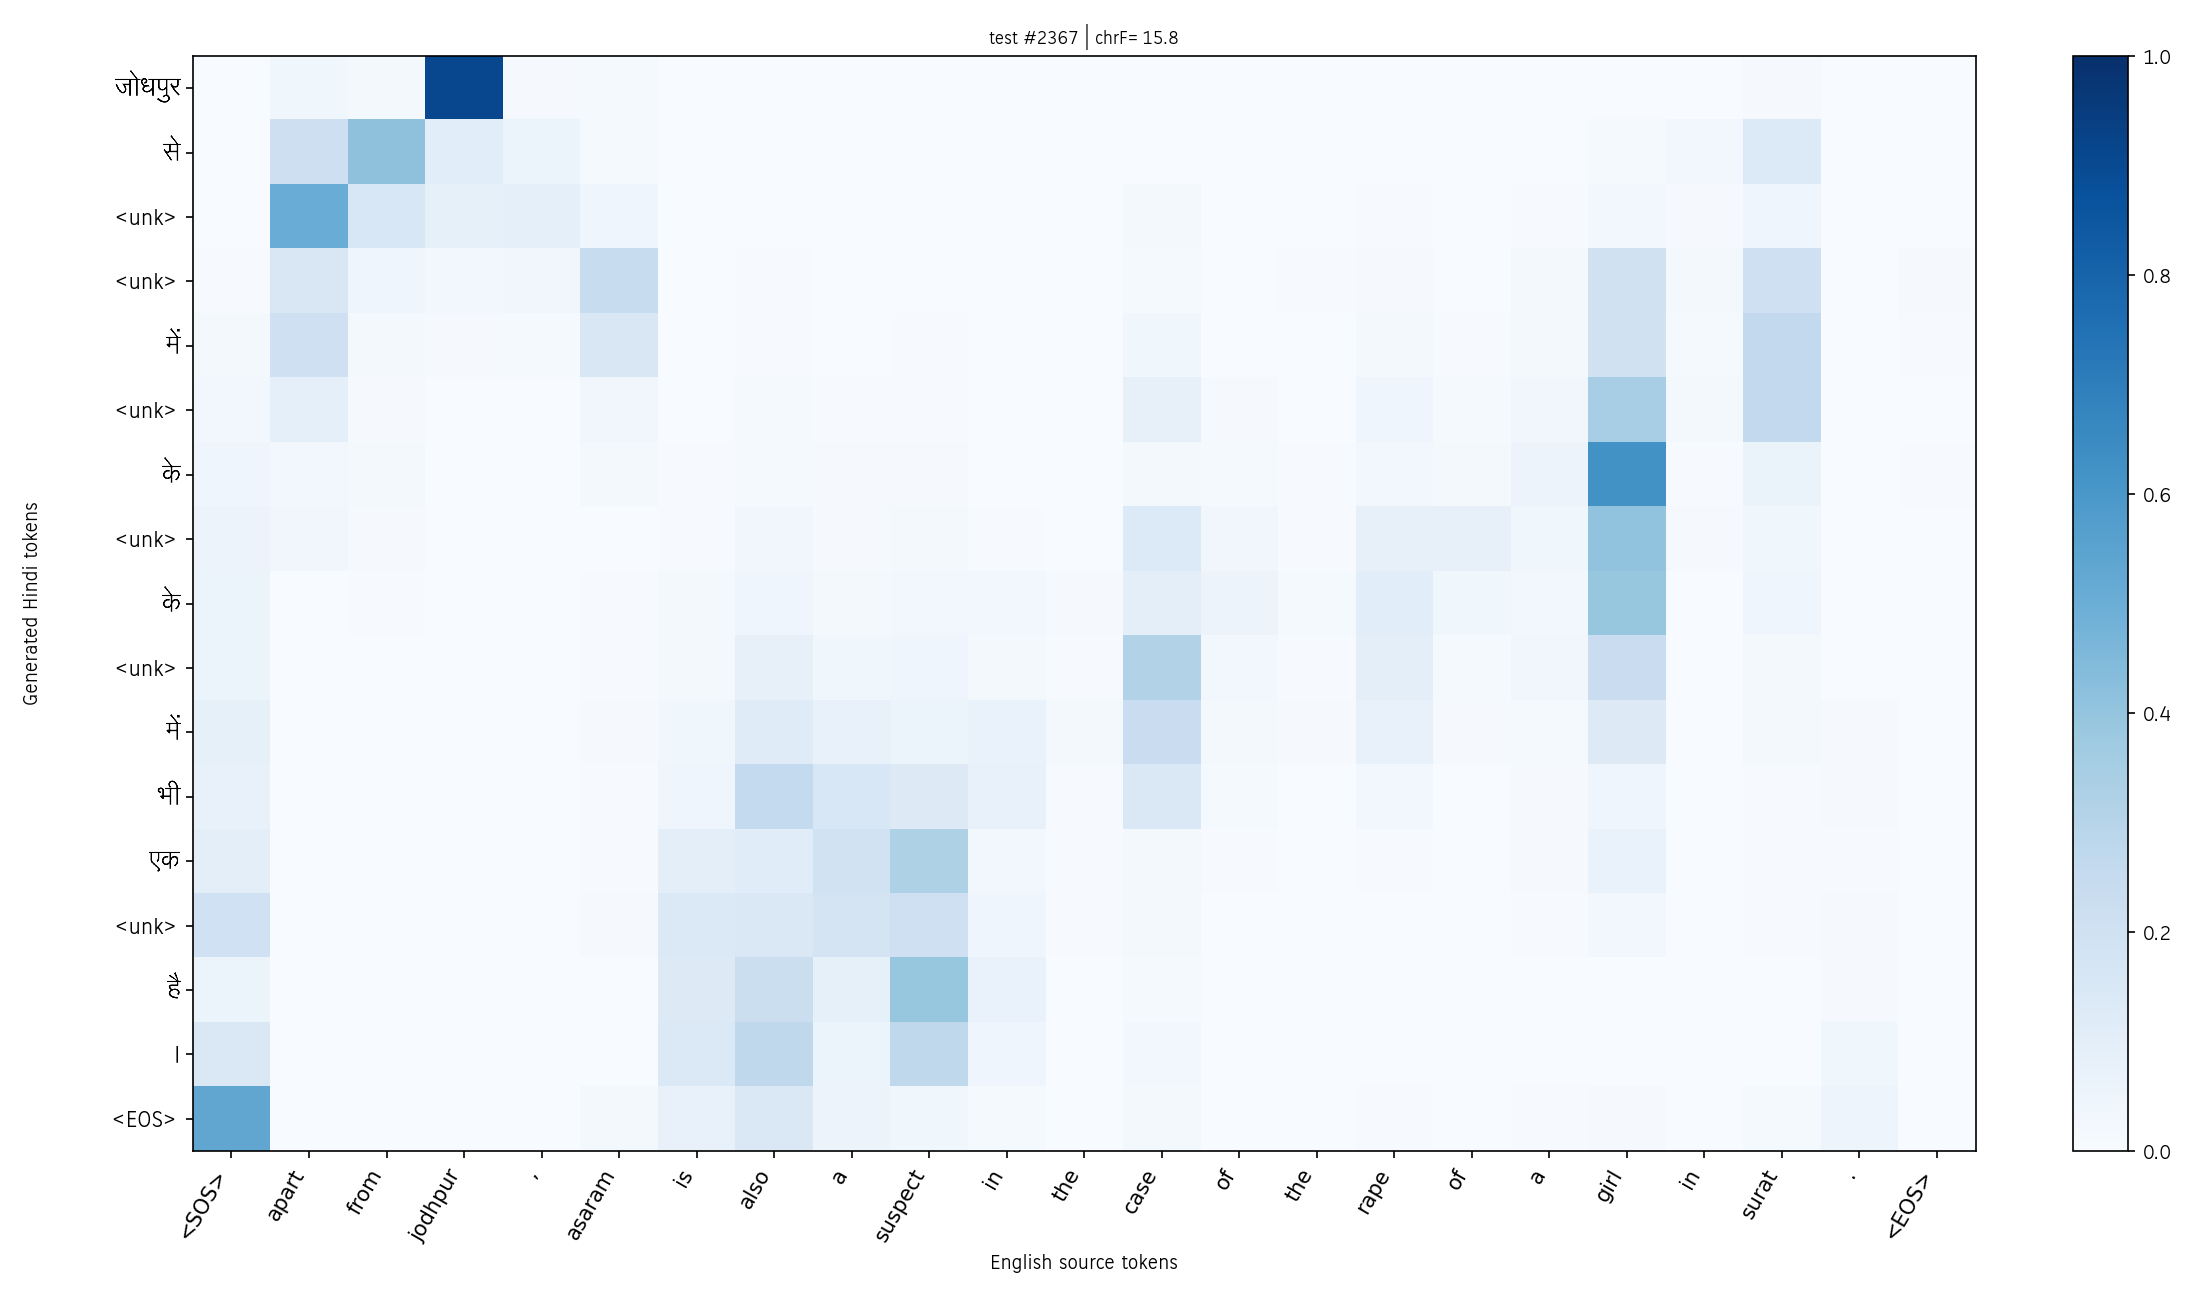 test #2367 | chrF= 15.8
जोधपुर
से
<unk>
<unk>
में
<unk>
के
<unk>
के
<unk>
में
भी
एक
<unk>
है
।
<EOS>
Generated Hindi tokens
<SOS> apart from jodhpur , asaram is also a suspect in the case of the rape of a girl in surat . <EOS>
English source tokens
1.0
0.8
0.6
0.4
0.2
0.0